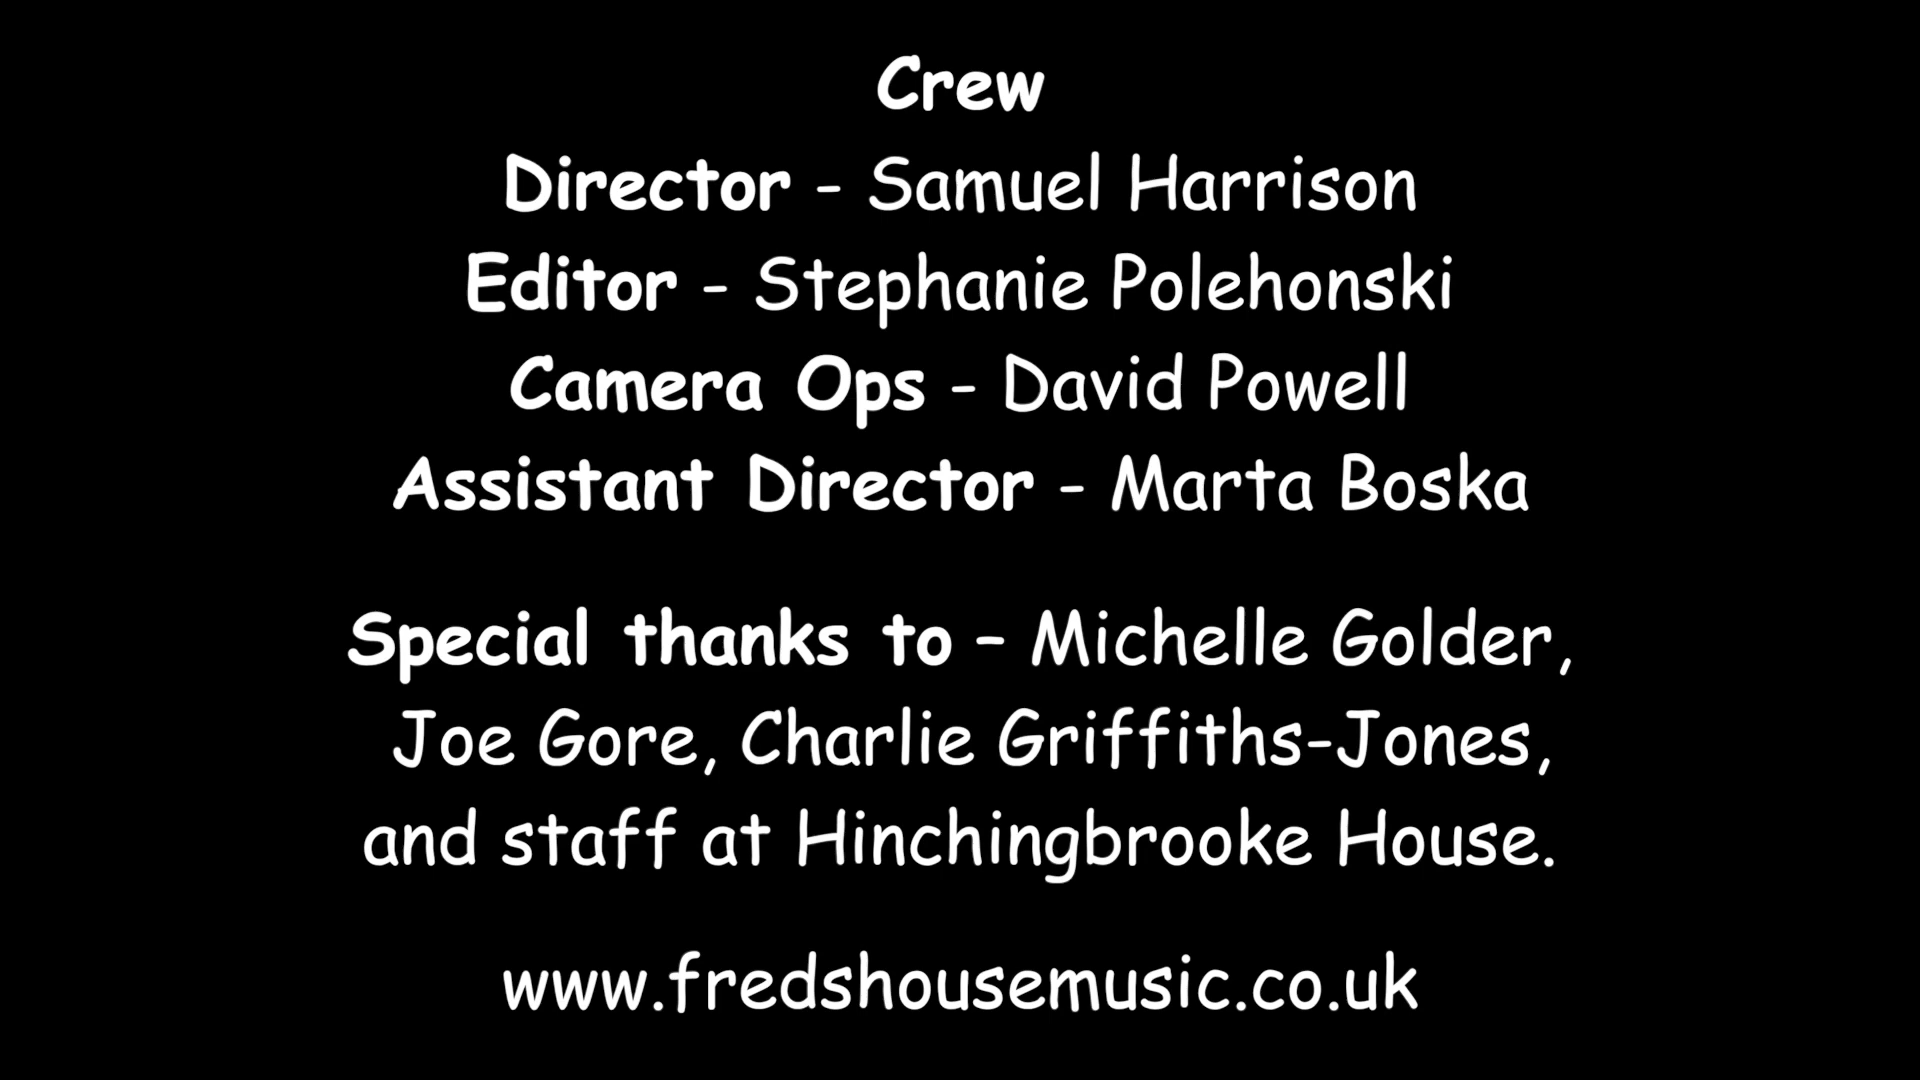 Crew
Director - Samuel Harrison
Editor - Stephanie Polehonski
Camera Ops - David Powell
Assistant Director - Marta Boska
Special thanks to – Michelle Golder,
Joe Gore, Charlie Griffiths-Jones,
and staff at Hinchingbrooke House.
www.fredshousemusic.co.uk